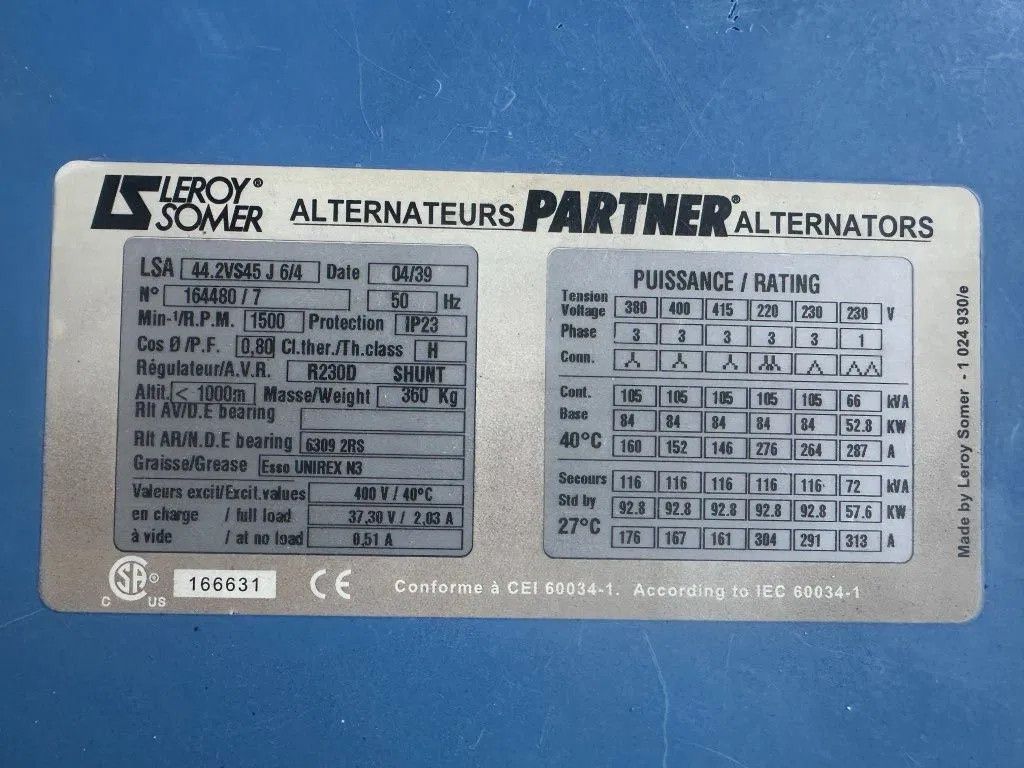 LEROY® SOMER ALTERNATEURS PARTNER® ALTERNATORS
LSA 44.2VS45 J 6/4 Date 04/39
N° 164480 / 7 50 Hz
Min-¹/R.P.M. 1500 Protection IP23
Cos Ø /P.F. 0,80 Cl.ther./Th.class H
Régulateur/A.V.R. R230D SHUNT
Altit. < 1000m Masse/Weight 360 Kg
Rlt AV/D.E bearing
Rlt AR/N.D.E bearing 6309 2RS
Graisse/Grease Esso UNIREX N3
Valeurs excit/Excit.values 400 V / 40°C
en charge / full load 37,30 V / 2,03 A
à vide / at no load 0,51 A
PUISSANCE / RATING
Tension
Voltage 380 400 415 220 230 230 V
Phase 3 3 3 3 3 1
Conn.
Cont. 105 105 105 105 105 66 kVA
Base 84 84 84 84 84 52.8 KW
40°C 160 152 146 276 264 287 A
Secours 116 116 116 116 116 72 kVA
Std by 92.8 92.8 92.8 92.8 92.8 57.6 KW
27°C 176 167 161 304 291 313 A
Made by Leroy Somer - 1 024 930/e
C SA® US 166631 CE Conforme à CEI 60034-1. According to IEC 60034-1